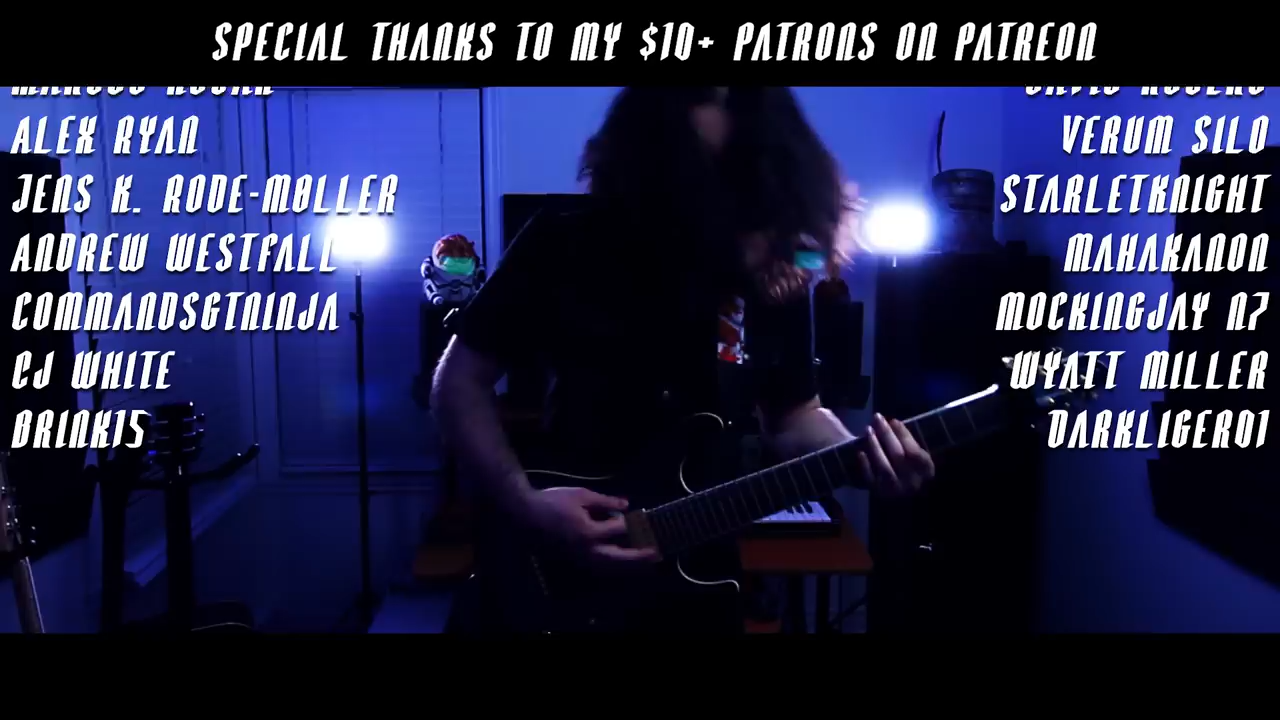 SPECIAL THANKS TO MY $10+ PATRONS ON PATREON
ALEX RYAN
JENS K. RODE-MØLLER
ANDREW WESTFALL
COMMANDSGTNINJA
CJ WHITE
BRINK15
VERUM SILO
STARLETKNIGHT
MAHAKANON
MOCKINGJAY N7
WYATT MILLER
DARKLIGER01